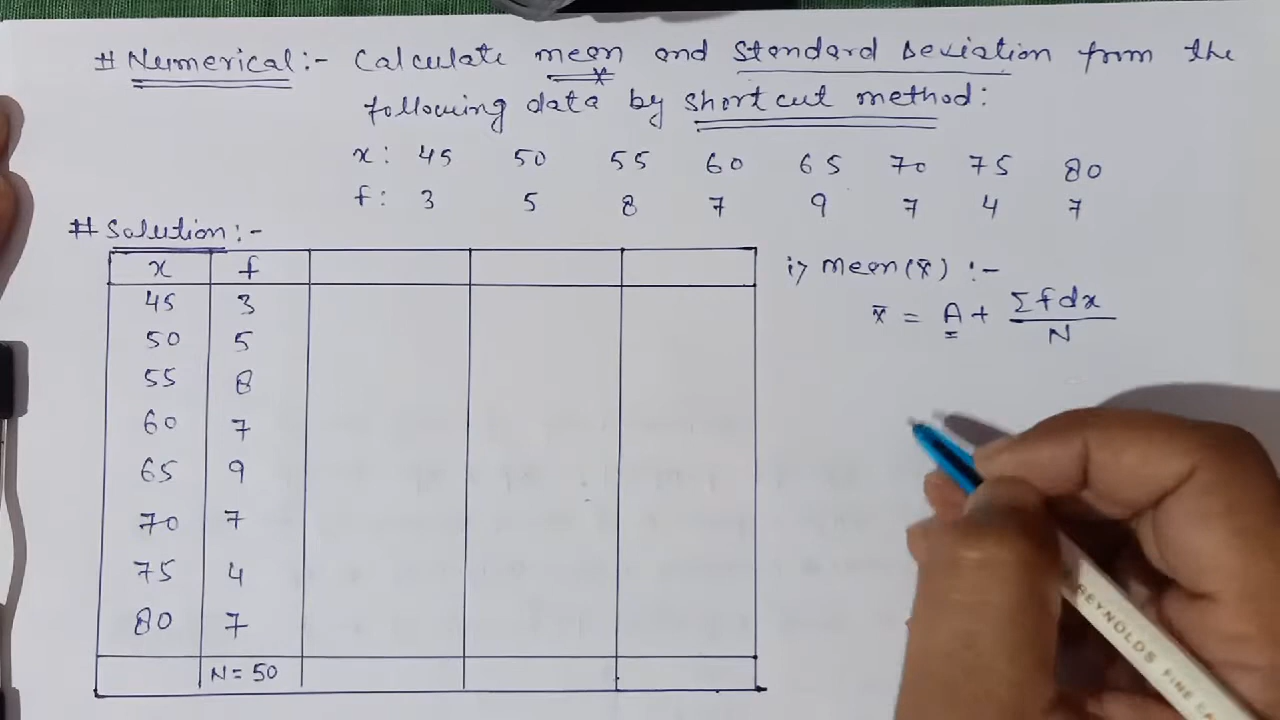 # Numerical:- Calculate mean and Standard Deviation from the
following data by shortcut method:
x: 45 50 55 60 65 70 75 80
f: 3 5 8 7 9 7 4 7
# Solution:-
x f
45 3
50 5
55 8
60 7
65 9
70 7
75 4
80 7
N = 50
i) Mean (x̄) :-
x̄ = A + Σfdx / N
REYNOLDS FINE